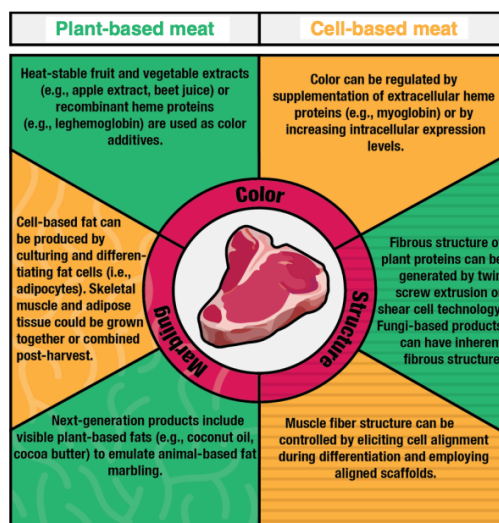 Plant-based meat
Cell-based meat
Heat-stable fruit and vegetable extracts
(e.g., apple extract, beet juice) or
recombinant heme proteins
(e.g., leghemoglobin) are used as color
additives.
Color can be regulated by
supplementation of extracellular heme
proteins (e.g., myoglobin) or by
increasing intracellular expression
levels.
Color
Cell-based fat can
be produced by
culturing and differen-
tiating fat cells (i.e.,
adipocytes). Skeletal
muscle and adipose
tissue could be grown
together or combined
post-harvest.
Marbling
Structure
Fibrous structure o
plant proteins can be
generated by twin
screw extrusion o
shear cell technology
Fungi-based products
can have inheren
fibrous structure
Next-generation products include
visible plant-based fats (e.g., coconut oil,
cocoa butter) to emulate animal-based fat
marbling.
Muscle fiber structure can be
controlled by eliciting cell alignment
during differentiation and employing
aligned scaffolds.